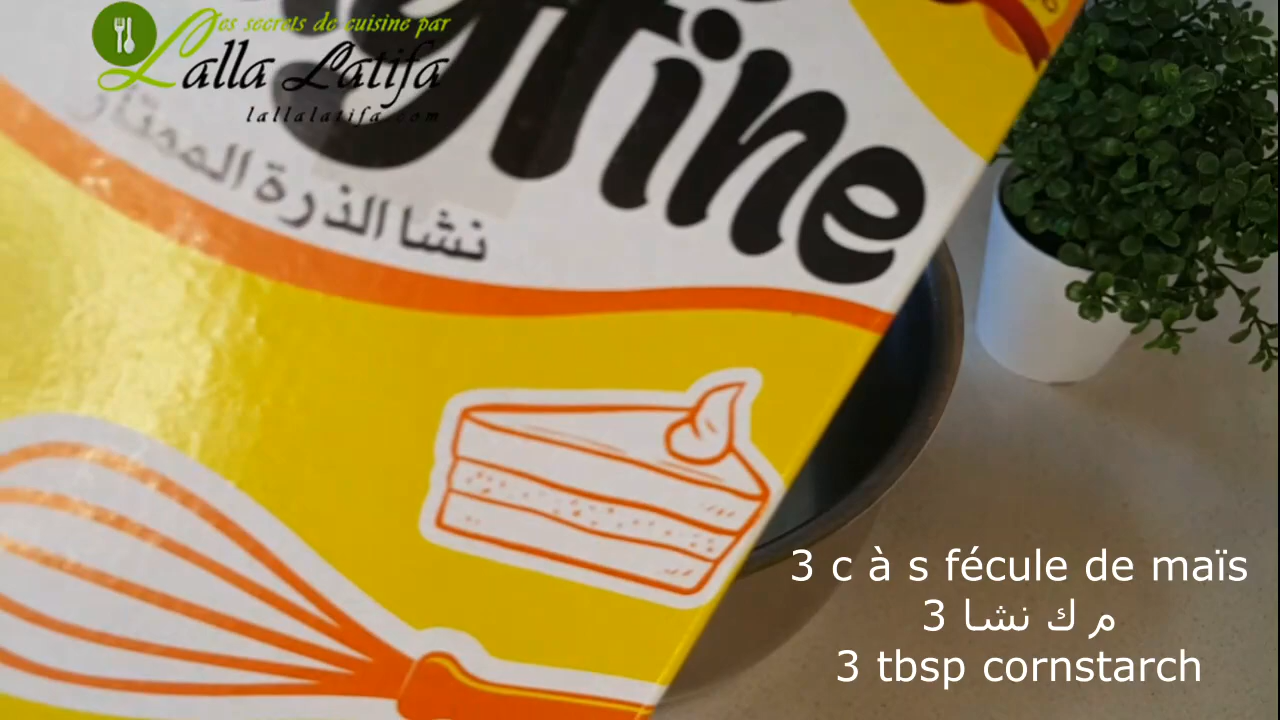 Les secrets de cuisine par
Lalla Latifa
lallalatifa.com
نشا الذرة الممتاز
3 c à s fécule de maïs
3 م ك نشا
3 tbsp cornstarch